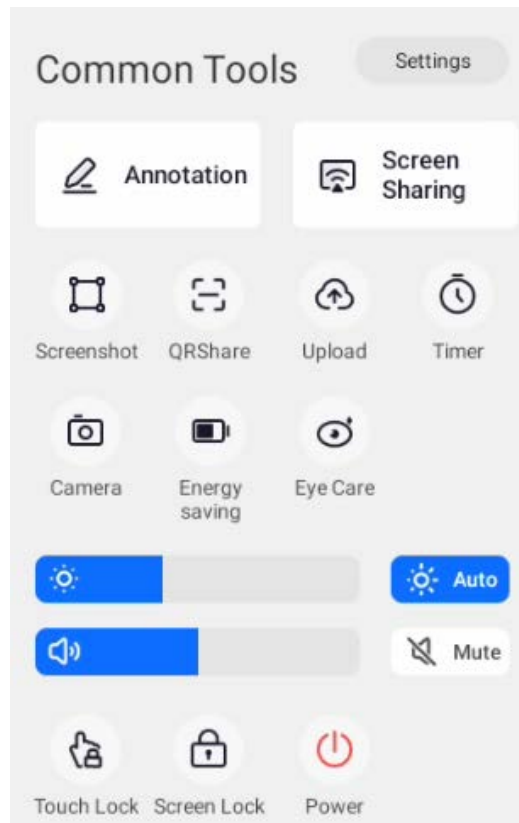 Common Tools
Settings
Annotation
Screen
Sharing
Screenshot
QRShare
Upload
Timer
Camera
Energy
saving
Eye Care
Auto
Mute
Touch Lock
Screen Lock
Power